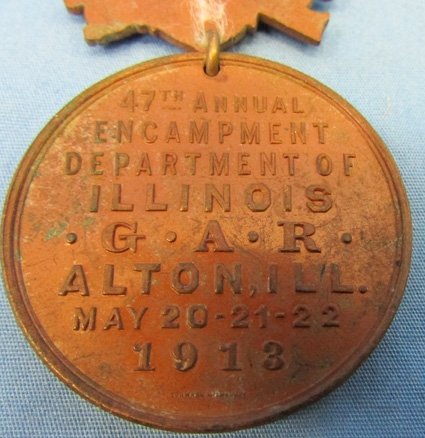 47TH ANNUAL
ENCAMPMENT
DEPARTMENT OF
ILLINOIS
· G · A · R ·
ALTON, ILL.
MAY 20-21-22
1913